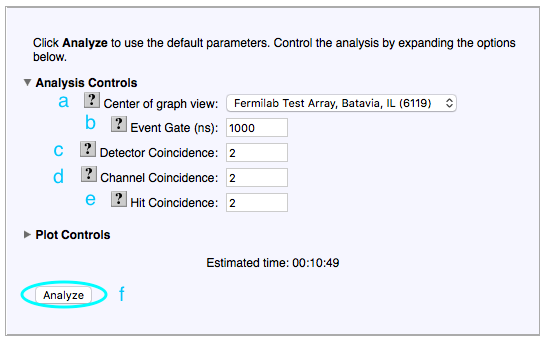 Click Analyze to use the default parameters. Control the analysis by expanding the options
below.
▼ Analysis Controls
a ? Center of graph view: Fermilab Test Array, Batavia, IL (6119)
b ? Event Gate (ns): 1000
c ? Detector Coincidence: 2
d ? Channel Coincidence: 2
e ? Hit Coincidence: 2
▶ Plot Controls
Estimated time: 00:10:49
Analyze f